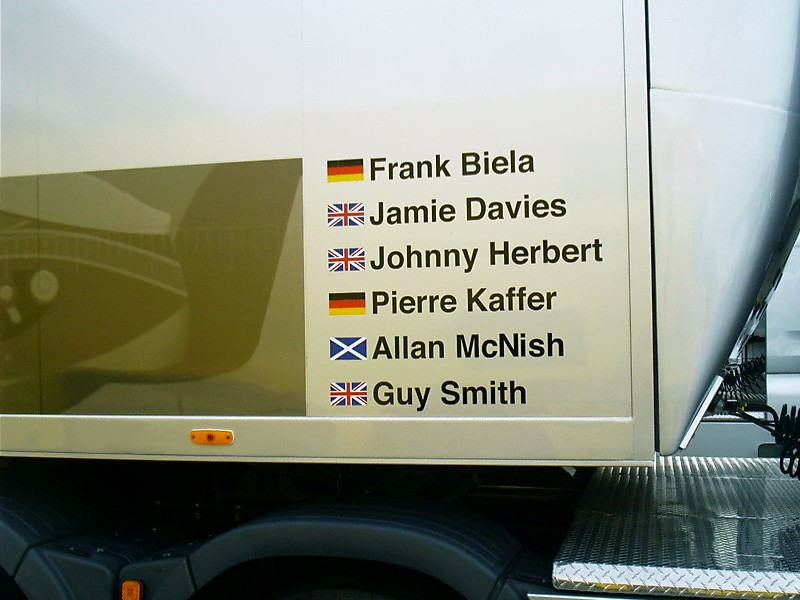 Frank Biela
Jamie Davies
Johnny Herbert
Pierre Kaffer
Allan McNish
Guy Smith